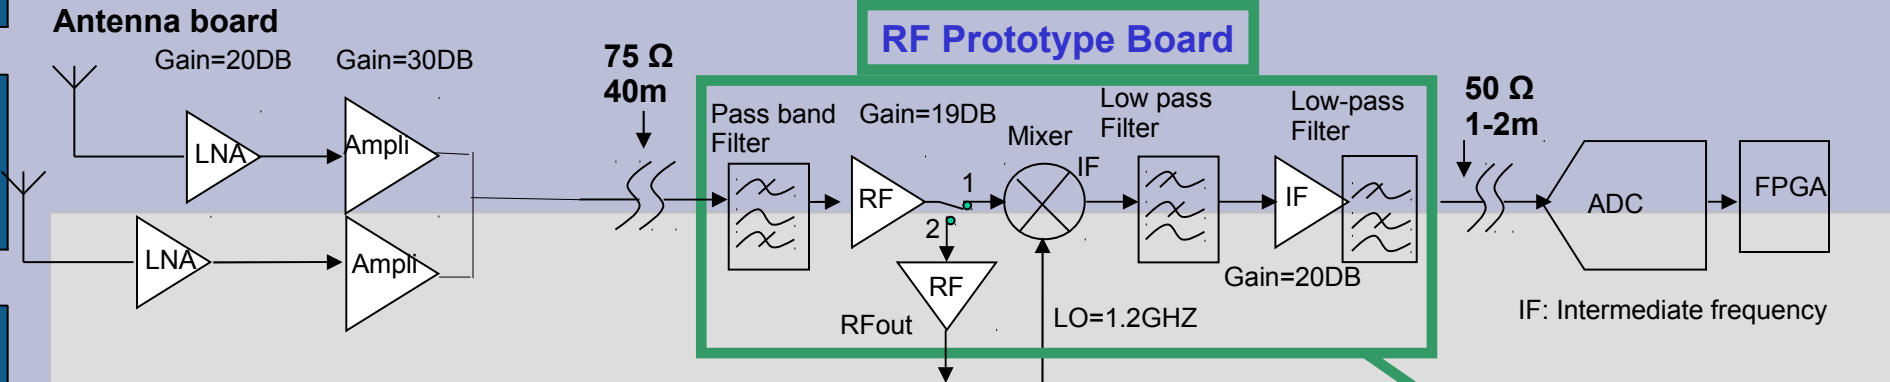 Antenna board
Gain=20DB
Gain=30DB
LNA
Ampli
LNA
Ampli
75 Ω
40m
RF Prototype Board
Pass band
Filter
Gain=19DB
RF
1
2
Mixer
IF
Low pass
Filter
Low-pass
Filter
IF
Gain=20DB
RF
RFout
LO=1.2GHZ
50 Ω
1-2m
ADC
FPGA
IF: Intermediate frequency